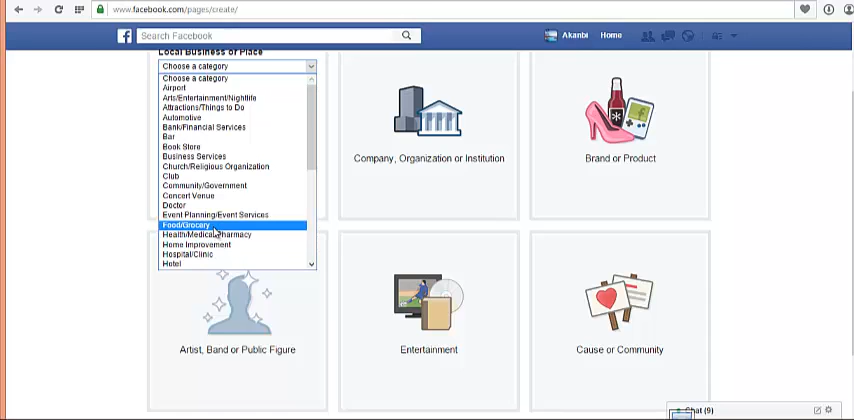 www.facebook.com/pages/create/
Search Facebook
Akanbi
Home
Local Business or Place
Choose a category
Choose a category
Airport
Arts/Entertainment/Nightlife
Attractions/Things to Do
Automotive
Bank/Financial Services
Bar
Book Store
Business Services
Church/Religious Organization
Club
Community/Government
Concert Venue
Doctor
Event Planning/Event Services
Food/Grocery
Health/Medical/Pharmacy
Home Improvement
Hospital/Clinic
Hotel
Company, Organization or Institution
Brand or Product
Artist, Band or Public Figure
Entertainment
Cause or Community
Chat (9)